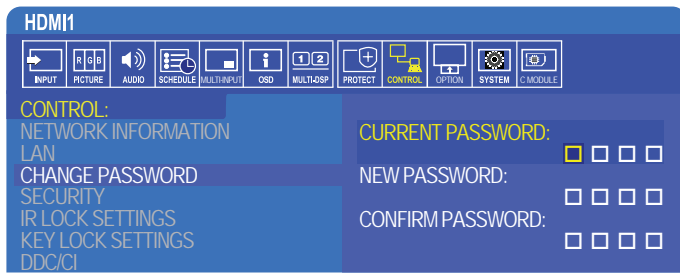 HDMI1
INPUT
R G B
PICTURE
AUDIO
SCHEDULE
MULTI-INPUT
OSD
1 2
MULTI-DSP
PROTECT
CONTROL
OPTION
SYSTEM
C MODULE
CONTROL:
NETWORK INFORMATION
LAN
CHANGE PASSWORD
SECURITY
IR LOCK SETTINGS
KEY LOCK SETTINGS
DDC/CI
CURRENT PASSWORD:
NEW PASSWORD:
CONFIRM PASSWORD: